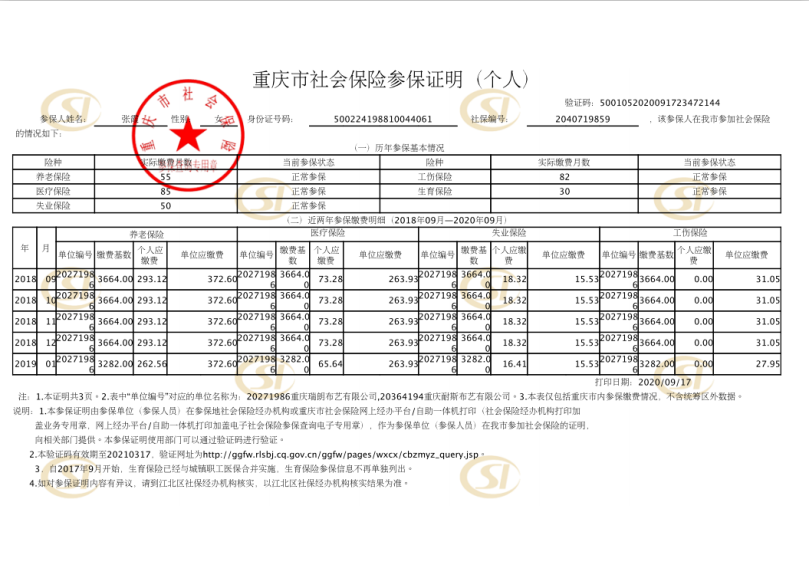 重庆市社会保险参保证明（个人）
验证码：5001052020091723472144
参保人姓名： 张 性别： 女 身份证号码： 500224198810044061 社保编号： 2040719859 ，该参保人在我市参加社会保险
的情况如下：
（一）历年参保基本情况
险种 实际缴费月数 当前参保状态 险种 实际缴费月数 当前参保状态
养老保险 55 正常参保 工伤保险 82 正常参保
医疗保险 85 正常参保 生育保险 30 正常参保
失业保险 50 正常参保
（二）近两年参保缴费明细（2018年09月—2020年09月）
年 月 养老保险 医疗保险 失业保险 工伤保险
单位编号 缴费基数 个人应缴费 单位应缴费 单位编号 缴费基数 个人应缴费 单位应缴费 单位编号 缴费基数 个人应缴费 单位应缴费 单位编号 缴费基数 个人应缴费 单位应缴费
2018 09 20271986 3664.00 293.12 372.60 20271986 3664.00 73.28 263.93 20271986 3664.00 18.32 15.53 20271986 3664.00 0.00 31.05
2018 10 20271986 3664.00 293.12 372.60 20271986 3664.00 73.28 263.93 20271986 3664.00 18.32 15.53 20271986 3664.00 0.00 31.05
2018 11 20271986 3664.00 293.12 372.60 20271986 3664.00 73.28 263.93 20271986 3664.00 18.32 15.53 20271986 3664.00 0.00 31.05
2018 12 20271986 3664.00 293.12 372.60 20271986 3664.00 73.28 263.93 20271986 3664.00 18.32 15.53 20271986 3664.00 0.00 31.05
2019 01 20271986 3282.00 262.56 372.60 20271986 3282.00 65.64 263.93 20271986 3282.00 16.41 15.53 20271986 3282.00 0.00 27.95
打印日期：2020/09/17
注：1.本证明共3页。2.表中“单位编号”对应的单位名称为：20271986重庆瑞朗布艺有限公司,20364194重庆耐斯布艺有限公司。3.本表仅包括重庆市内参保缴费情况，不含统筹区外数据。
说明：1.本参保证明由参保单位（参保人员）在参保地社会保险经办机构或重庆市社会保险网上经办平台/自助一体机打印（社会保险经办机构打印加
盖业务专用章，网上经办平台/自助一体机打印加盖电子社会保险参保查询电子专用章），作为参保单位（参保人员）在我市参加社会保险的证明，
向相关部门提供。本参保证明使用部门可以通过验证码进行验证。
2.本验证码有效期至20210317，验证网址为http://ggfw.rlsbj.cq.gov.cn/ggfw/pages/wxcx/cbzmyz_query.jsp。
3．自2017年9月开始，生育保险已经与城镇职工医保合并实施，生育保险参保信息不再单独列出。
4.如对参保证明内容有异议，请到江北区社保经办机构核实，以江北区社保经办机构核实结果为准。